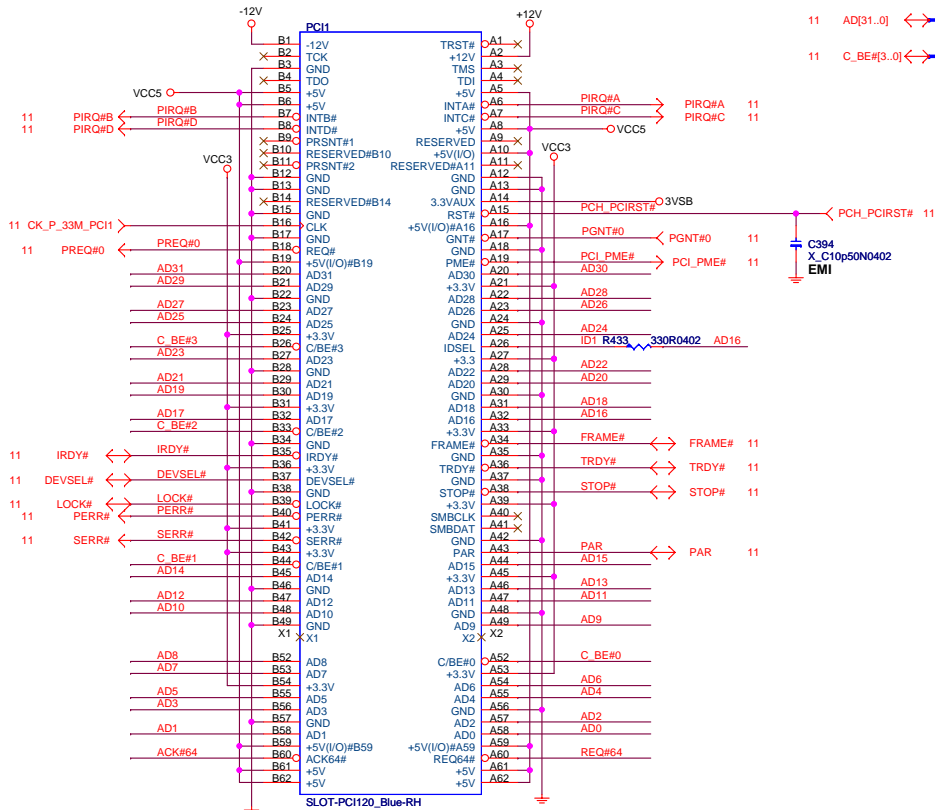 -12V +12V
11 AD[31..0]
11 C_BE#[3..0]
PCI1
B1 -12V TRST# A1
B2 TCK +12V A2
B3 GND TMS A3
B4 TDO TDI A4
VCC5 B5 +5V +5V A5
B6 +5V INTA# A6 PIRQ#A PIRQ#A 11
11 PIRQ#B PIRQ#B B7 INTB# INTC# A7 PIRQ#C PIRQ#C 11
11 PIRQ#D PIRQ#D B8 INTD# +5V A8 VCC5
B9 PRSNT#1 RESERVED A9
B10 RESERVED#B10 +5V(I/O) A10
VCC3 B11 PRSNT#2 RESERVED#A11 A11 VCC3
B12 GND GND A12
B13 GND GND A13
B14 RESERVED#B14 3.3VAUX A14 3VSB
B15 GND RST# A15 PCH_PCIRST# PCH_PCIRST# 11
11 CK_P_33M_PCI1 B16 CLK +5V(I/O)#A16 A16
B17 GND GNT# A17 PGNT#0 PGNT#0 11
11 PREQ#0 PREQ#0 B18 REQ# GND A18
C394
X_C10p50N0402
EMI
B19 +5V(I/O)#B19 PME# A19 PCI_PME# PCI_PME# 11
AD31 B20 AD31 AD30 A20 AD30
AD29 B21 AD29 +3.3V A21
B22 GND AD28 A22 AD28
AD27 B23 AD27 AD26 A23 AD26
AD25 B24 AD25 GND A24
B25 +3.3V AD24 A25 AD24
C_BE#3 B26 C/BE#3 IDSEL A26 ID1 R433 330R0402 AD16
AD23 B27 AD23 +3.3 A27
B28 GND AD22 A28 AD22
AD21 B29 AD21 AD20 A29 AD20
AD19 B30 AD19 GND A30
B31 +3.3V AD18 A31 AD18
AD17 B32 AD17 AD16 A32 AD16
C_BE#2 B33 C/BE#2 +3.3V A33
B34 GND FRAME# A34 FRAME# FRAME# 11
11 IRDY# IRDY# B35 IRDY# GND A35
B36 +3.3V TRDY# A36 TRDY# TRDY# 11
11 DEVSEL# DEVSEL# B37 DEVSEL# GND A37
B38 GND STOP# A38 STOP# STOP# 11
11 LOCK# LOCK# B39 LOCK# +3.3V A39
11 PERR# PERR# B40 PERR# SMBCLK A40
B41 +3.3V SMBDAT A41
11 SERR# SERR# B42 SERR# GND A42
B43 +3.3V PAR A43 PAR PAR 11
C_BE#1 B44 C/BE#1 AD15 A44 AD15
AD14 B45 AD14 +3.3V A45
B46 GND AD13 A46 AD13
AD12 B47 AD12 AD11 A47 AD11
AD10 B48 AD10 GND A48
B49 GND AD9 A49 AD9
X1 X1 X2 X2
AD8 B52 AD8 C/BE#0 A52 C_BE#0
AD7 B53 AD7 +3.3V A53
B54 +3.3V AD6 A54 AD6
AD5 B55 AD5 AD4 A55 AD4
AD3 B56 AD3 GND A56
B57 GND AD2 A57 AD2
AD1 B58 AD1 AD0 A58 AD0
B59 +5V(I/O)#B59 +5V(I/O)#A59 A59
ACK#64 B60 ACK64# REQ64# A60 REQ#64
B61 +5V +5V A61
B62 +5V +5V A62
SLOT-PCI120_Blue-RH